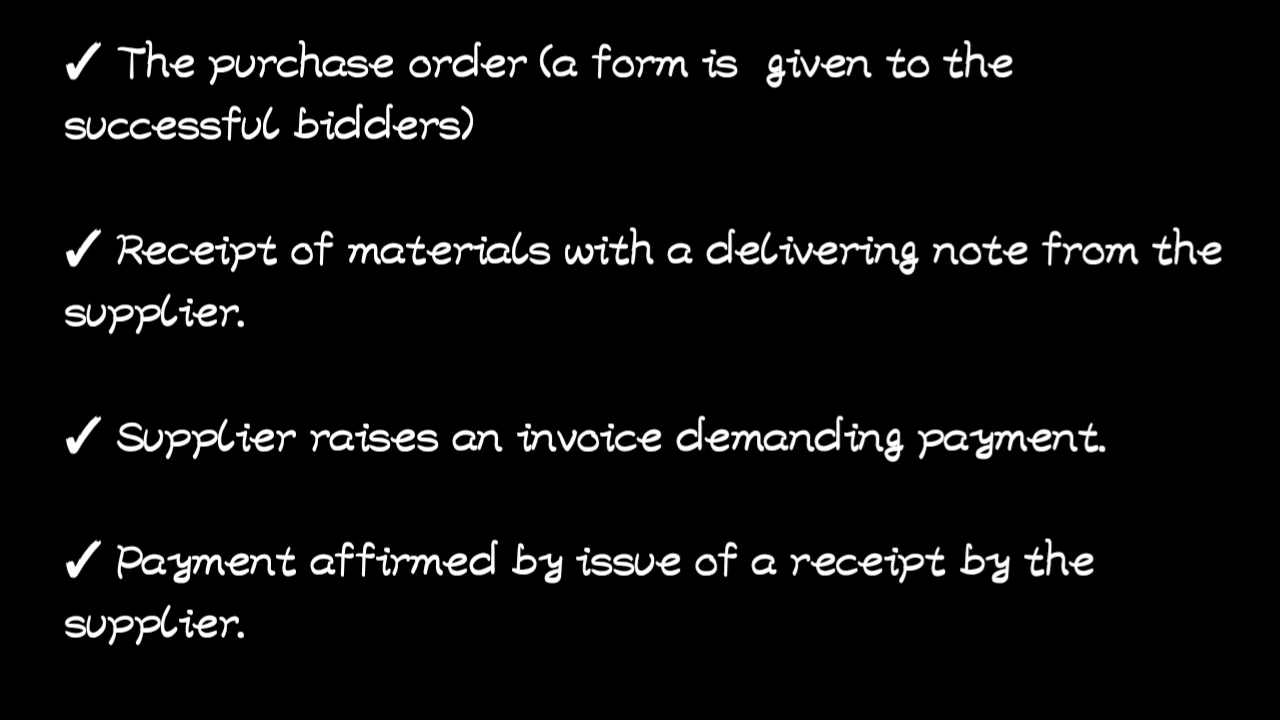 ✓ The purchase order (a form is given to the
successful bidders)
✓ Receipt of materials with a delivering note from the
supplier.
✓ Supplier raises an invoice demanding payment.
✓ Payment affirmed by issue of a receipt by the
supplier.